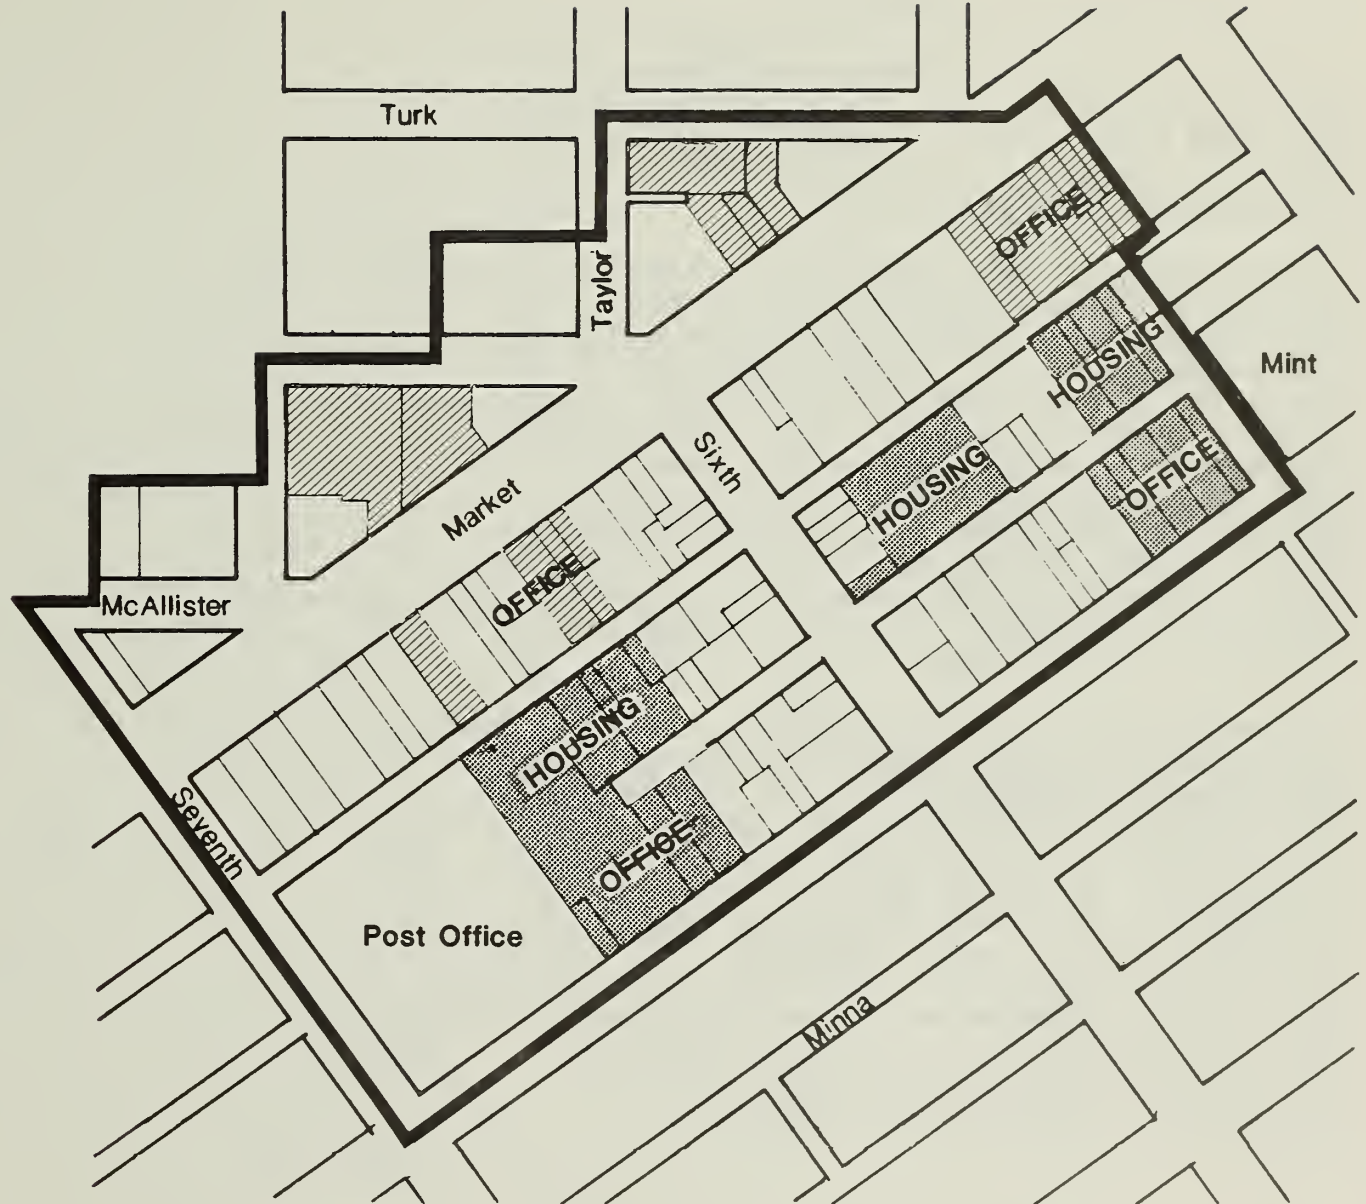 Turk
Taylor
OFFICE
HOUSING
Mint
Sixth
HOUSING
OFFICE
Market
OFFICE
McAllister
HOUSING
Seventh
OFFICE
Post Office
Minna